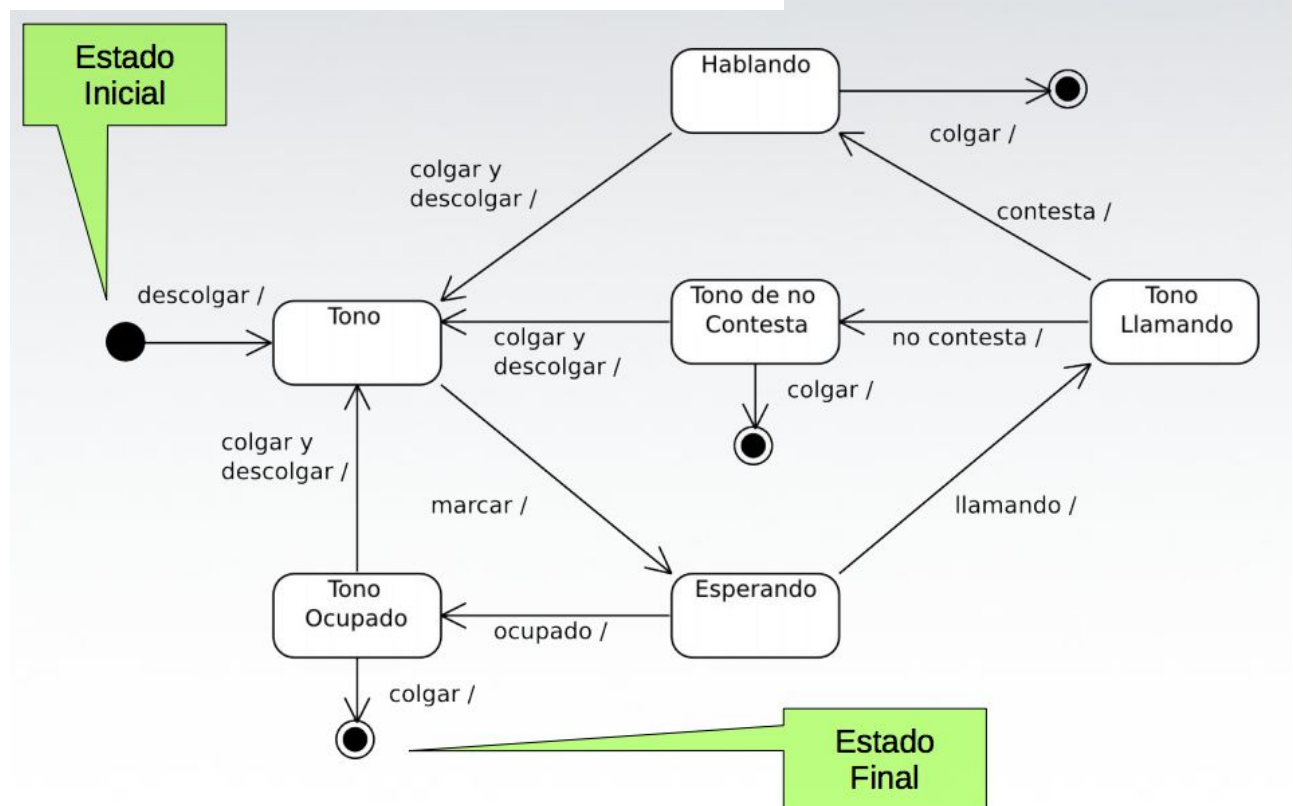 Estado
Inicial
Hablando
colgar /
colgar y
descolgar /
contesta /
descolgar /
Tono
Tono de no
Contesta
Tono
Llamando
colgar y
descolgar /
no contesta /
colgar /
colgar y
descolgar /
marcar /
llamando /
Tono
Ocupado
Esperando
ocupado /
colgar /
Estado
Final